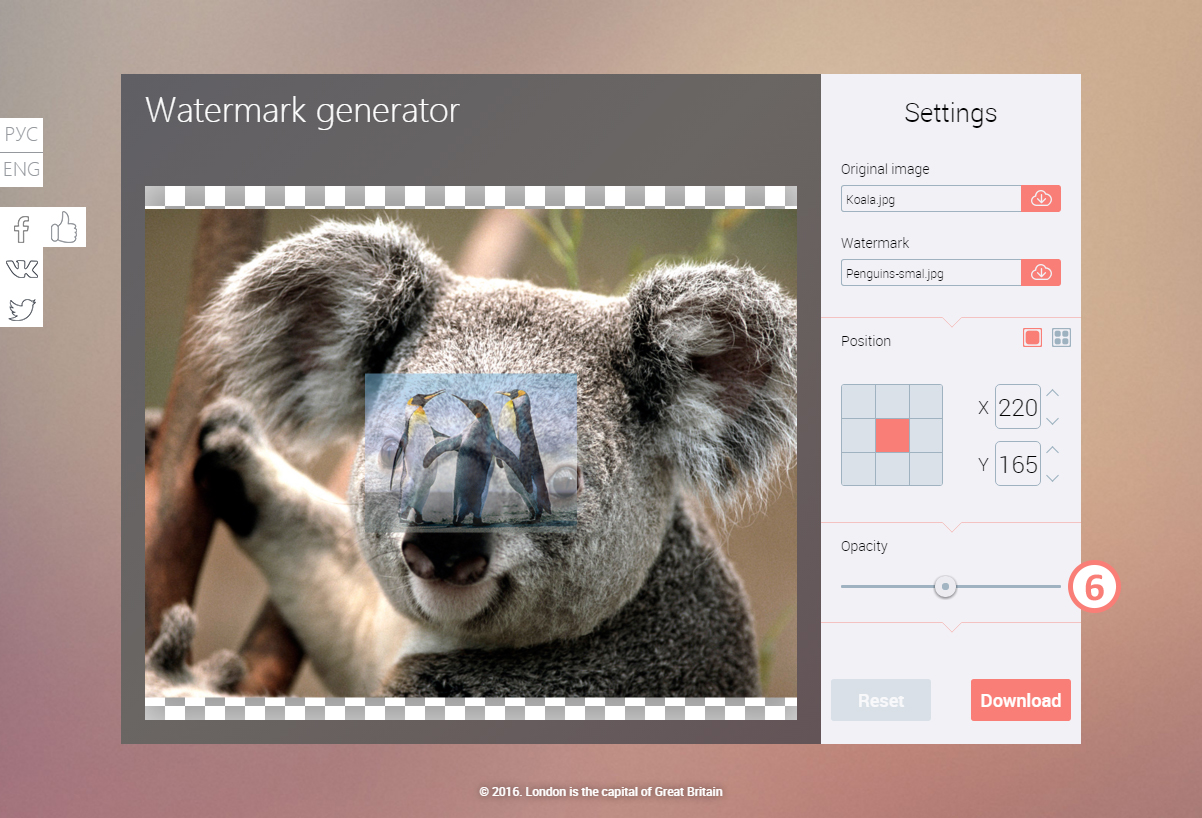 Watermark generator
РУС
ENG
Settings
Original image
Koala.jpg
Watermark
Penguins-smal.jpg
Position
X 220
Y 165
Opacity
6
Reset
Download
© 2016. London is the capital of Great Britain